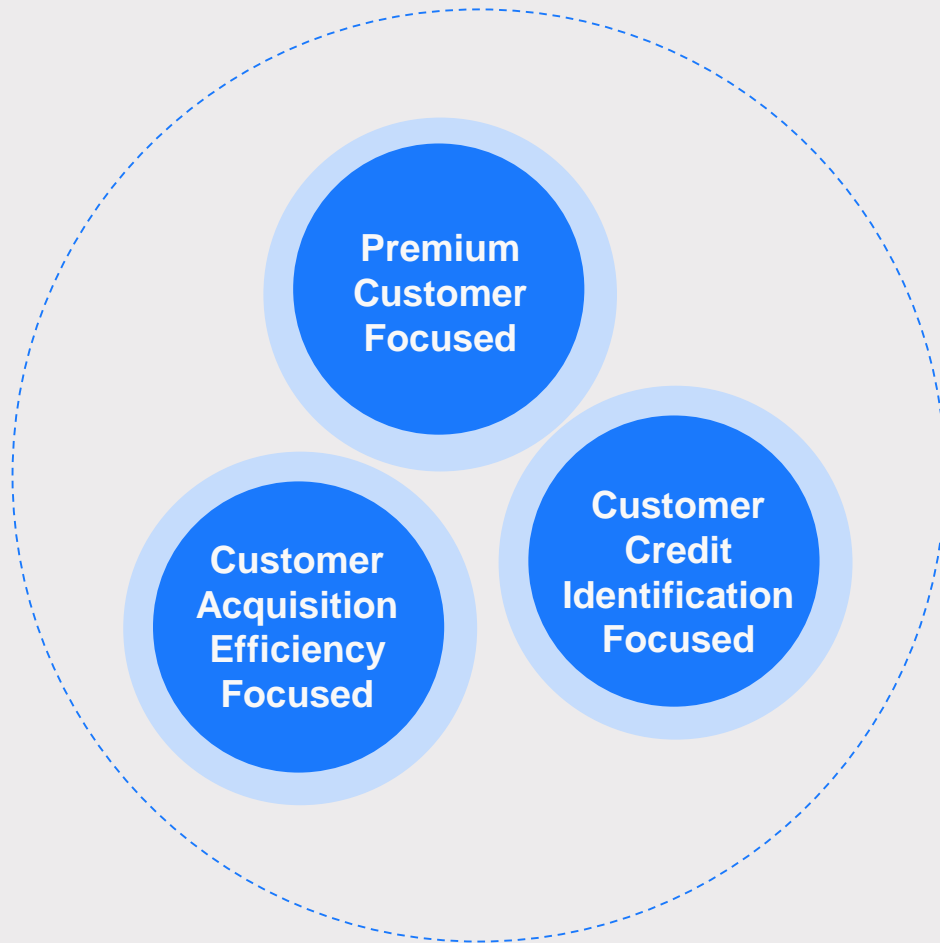 Premium
Customer
Focused
Customer
Credit
Identification
Focused
Customer
Acquisition
Efficiency
Focused